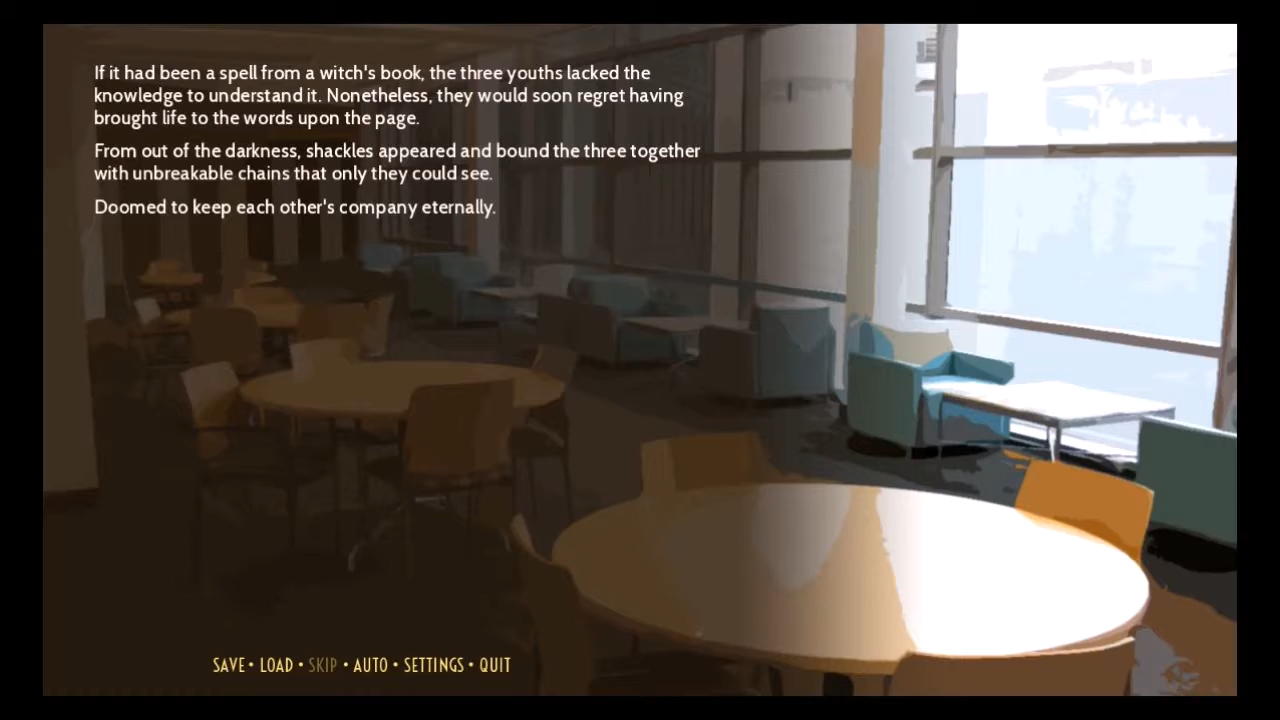 If it had been a spell from a witch's book, the three youths lacked the
knowledge to understand it. Nonetheless, they would soon regret having
brought life to the words upon the page.
From out of the darkness, shackles appeared and bound the three together
with unbreakable chains that only they could see.
Doomed to keep each other's company eternally.
SAVE • LOAD • SKIP • AUTO • SETTINGS • QUIT